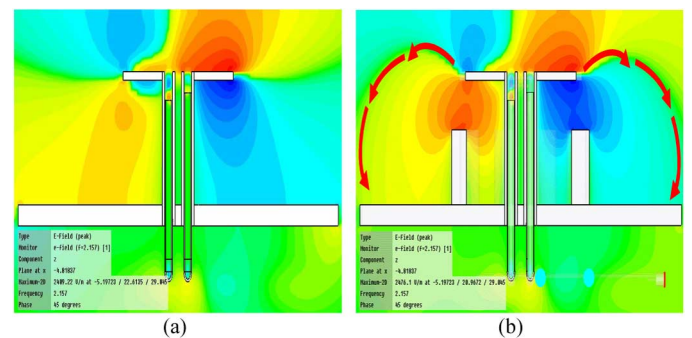 Type E-Field (peak)
Monitor e-field (f=2.157) [1]
Component z
Plane at x -4.01037
Maximum-2D 2409.22 V/m at -5.19723 / 22.6135 / 29.045
Frequency 2.157
Phase 45 degrees
Type E-Field (peak)
Monitor e-field (f=2.157) [1]
Component z
Plane at x -4.01037
Maximum-2D 2476.1 V/m at -5.19723 / 20.9672 / 29.045
Frequency 2.157
Phase 45 degrees
(a)
(b)